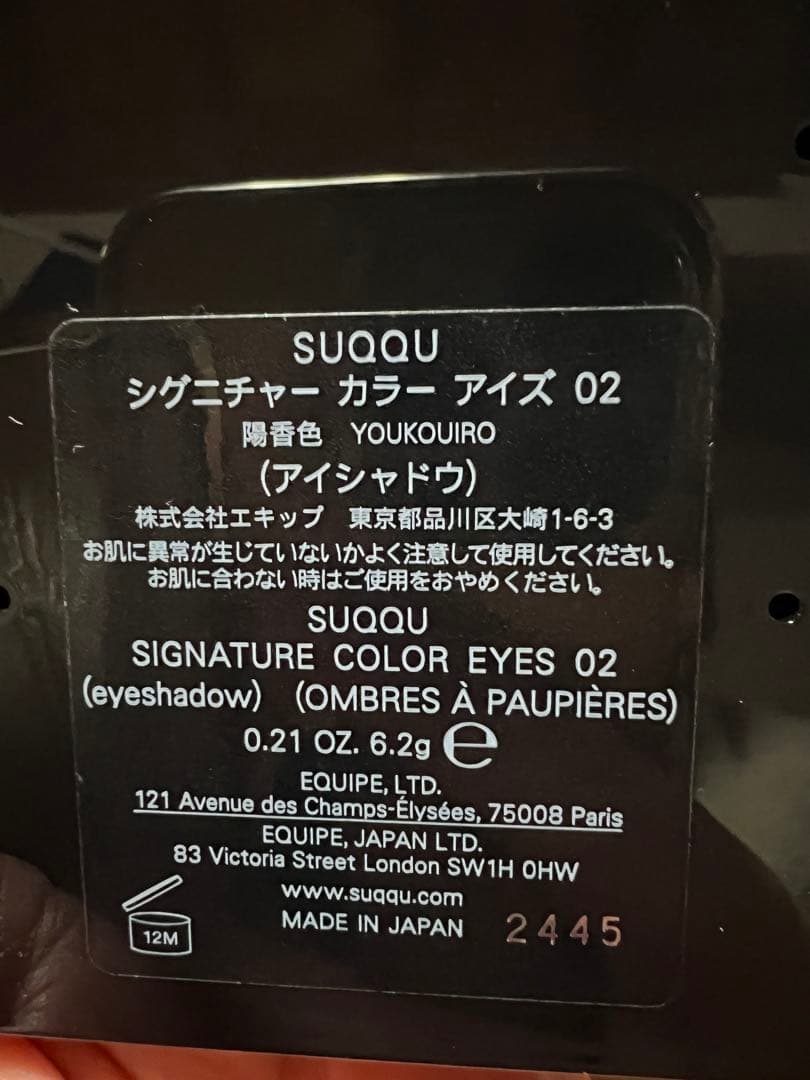 SUQQU
シグニチャー カラー アイズ 02
陽香色 YOUKOUIRO
(アイシャドウ)
株式会社エキップ 東京都品川区大崎1-6-3
お肌に異常が生じていないかよく注意して使用してください。
お肌に合わない時はご使用をおやめください。
SUQQU
SIGNATURE COLOR EYES 02
(eyeshadow) (OMBRES À PAUPIÈRES)
0.21 OZ. 6.2g ℮
EQUIPE, LTD.
121 Avenue des Champs-Élysées, 75008 Paris
EQUIPE, JAPAN LTD.
83 Victoria Street London SW1H 0HW
www.suqqu.com
MADE IN JAPAN 2445
12M